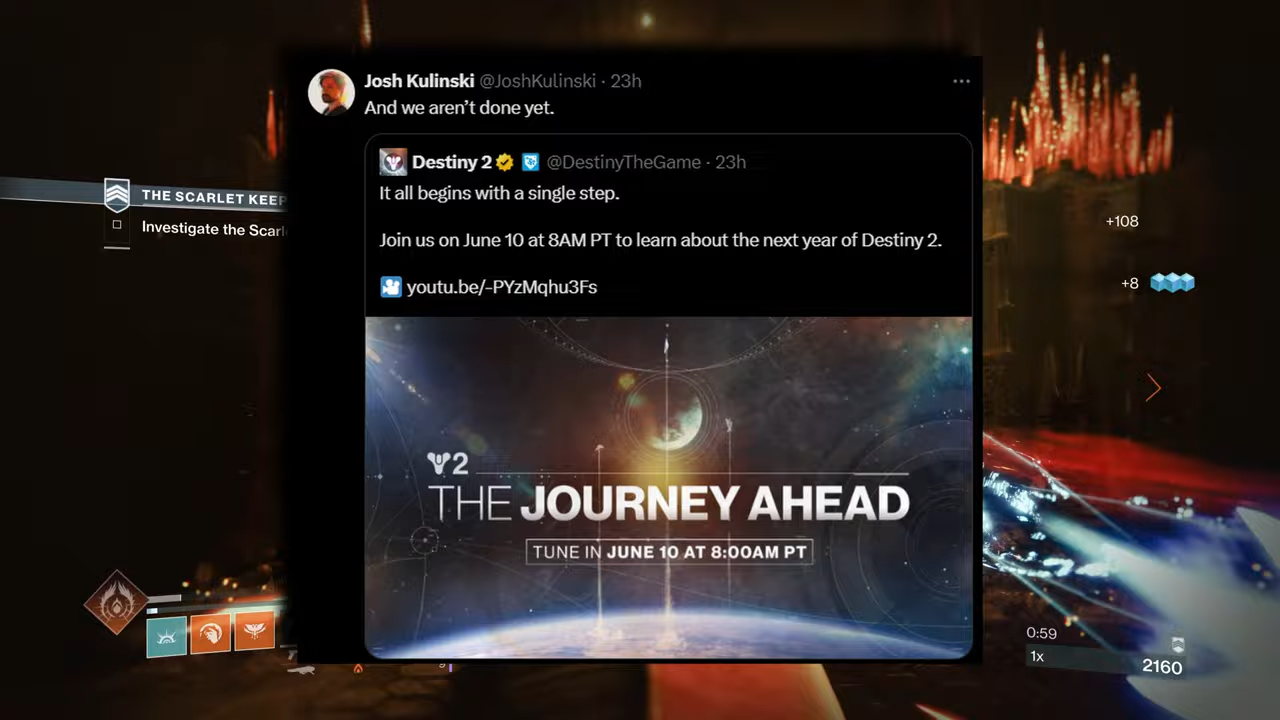 Josh Kulinski @JoshKulinski · 23h
And we aren't done yet.
Destiny 2 @DestinyTheGame · 23h
It all begins with a single step.
Join us on June 10 at 8AM PT to learn about the next year of Destiny 2.
youtu.be/-PYzMqhu3Fs
2
THE JOURNEY AHEAD
TUNE IN JUNE 10 AT 8:00AM PT
THE SCARLET KEEP
Investigate the Scarl
+108
+8
0:59
1x
2160